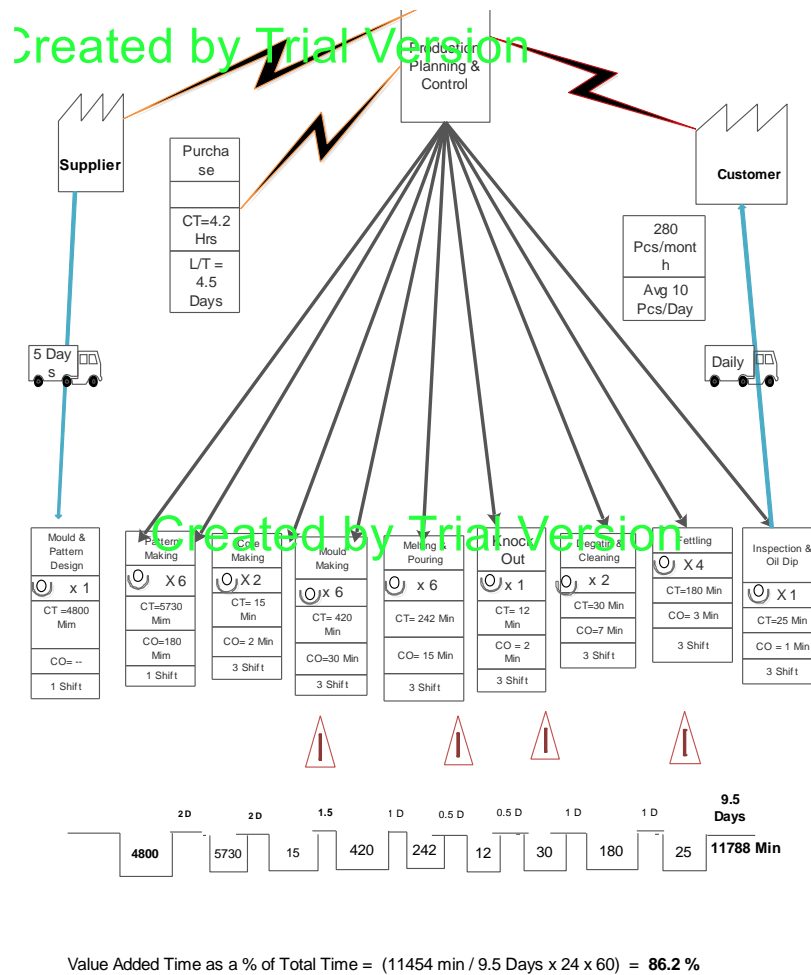 Created by Trial Version
Production
Planning &
Control
Supplier
Purcha
se
CT=4.2
Hrs
L/T =
4.5
Days
Customer
280
Pcs/mont
h
Avg 10
Pcs/Day
5 Day
s
Daily
Created by Trial Version
Mould &
Pattern
Design
x 1
CT =4800
Mim
CO= --
1 Shift
Pattern
Making
X 6
CT=5730
Mim
CO=180
Mim
1 Shift
Core
Making
X 2
CT= 15
Min
CO= 2 Min
3 Shift
Mould
Making
x 6
CT= 420
Min
CO=30 Min
3 Shift
Melting &
Pouring
x 6
CT= 242 Min
CO= 15 Min
3 Shift
Knock
Out
x 1
CT= 12
Min
CO = 2
Min
3 Shift
Degating &
Cleaning
x 2
CT=30 Min
CO=7 Min
3 Shift
Fettling
X 4
CT=180 Min
CO= 3 Min
3 Shift
Inspection &
Oil Dip
X 1
CT=25 Min
CO = 1 Min
3 Shift
I I I I
2 D 2 D 1.5 1 D 0.5 D 0.5 D 1 D 1 D 9.5
Days
4800 5730 15 420 242 12 30 180 25 11788 Min
Value Added Time as a % of Total Time = (11454 min / 9.5 Days x 24 x 60) = 86.2 %